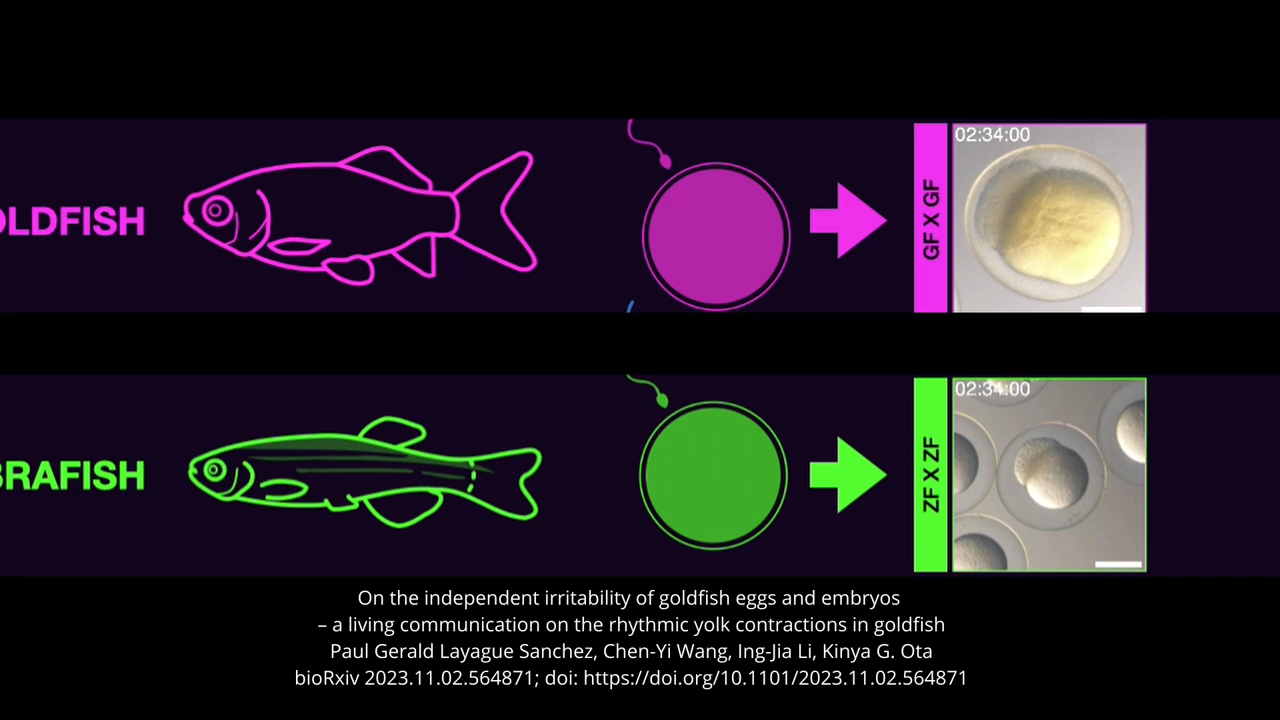 OLDFISH
GF X GF
02:34:00
BRAFISH
ZF X ZF
02:34:00
On the independent irritability of goldfish eggs and embryos
– a living communication on the rhythmic yolk contractions in goldfish
Paul Gerald Layague Sanchez, Chen-Yi Wang, Ing-Jia Li, Kinya G. Ota
bioRxiv 2023.11.02.564871; doi: https://doi.org/10.1101/2023.11.02.564871